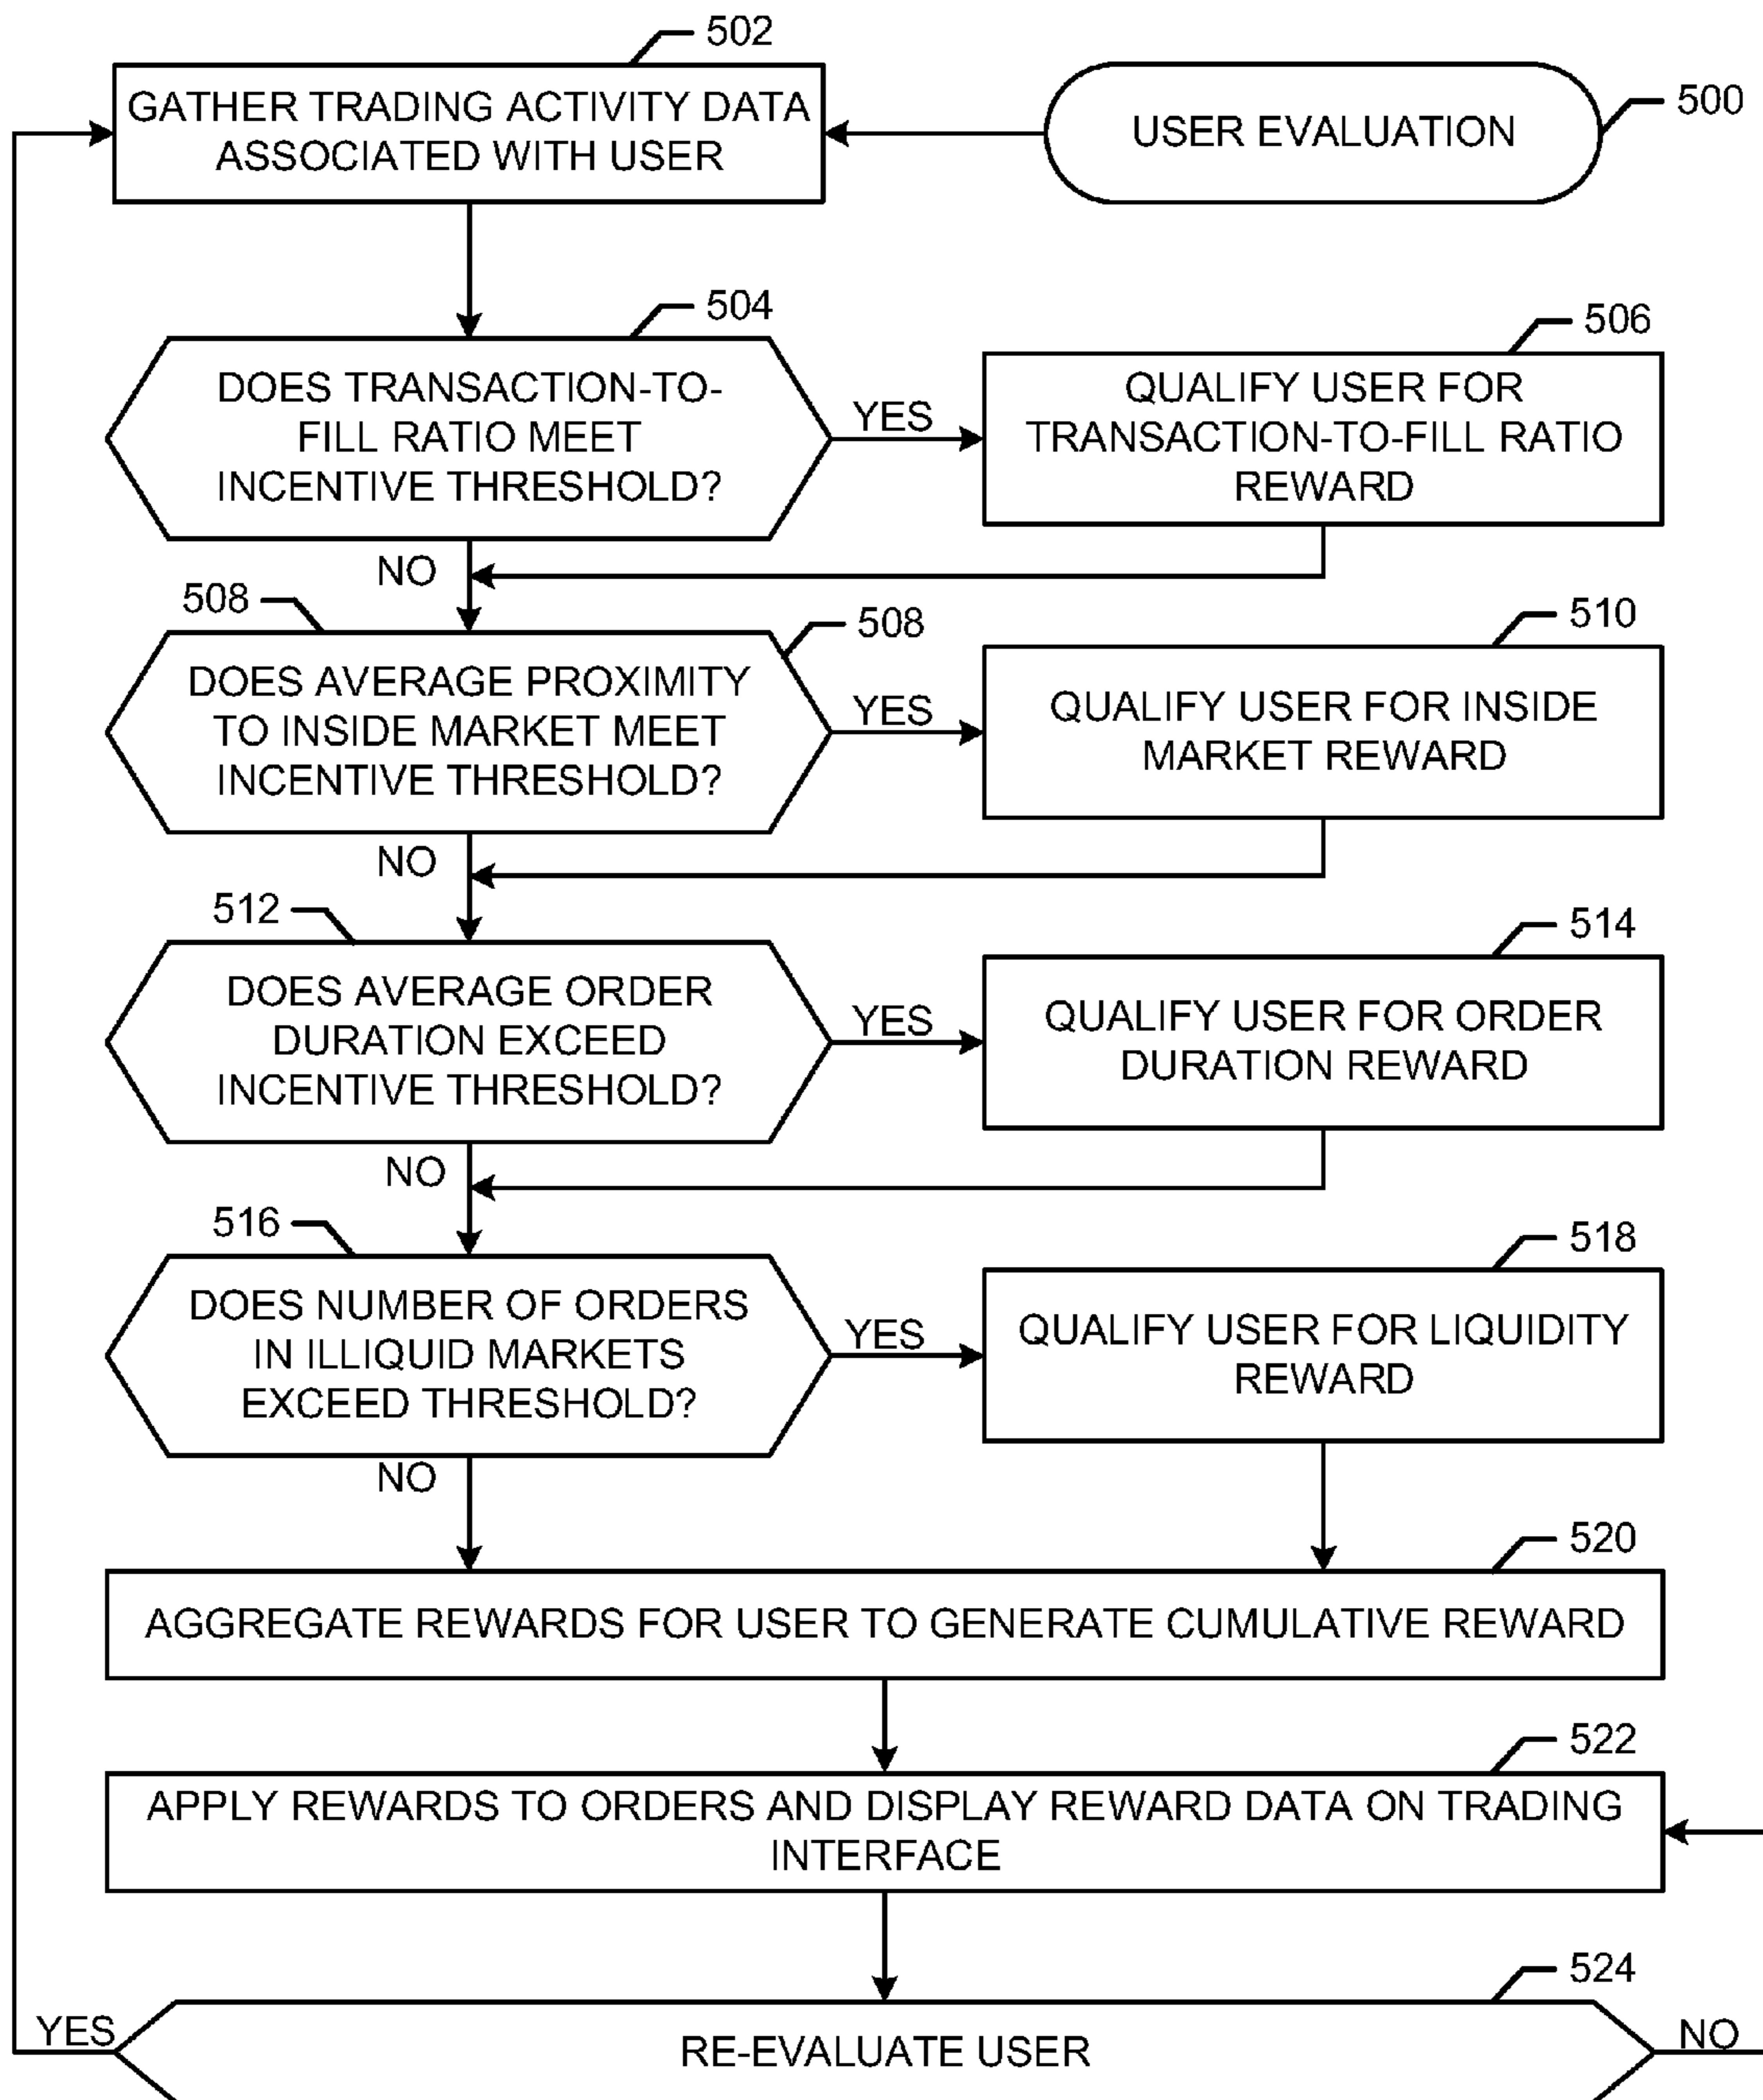 502
GATHER TRADING ACTIVITY DATA
ASSOCIATED WITH USER
USER EVALUATION
500
504
DOES TRANSACTION-TO-
FILL RATIO MEET
INCENTIVE THRESHOLD?
YES
506
QUALIFY USER FOR
TRANSACTION-TO-FILL RATIO
REWARD
NO
508
508
DOES AVERAGE PROXIMITY
TO INSIDE MARKET MEET
INCENTIVE THRESHOLD?
YES
510
QUALIFY USER FOR INSIDE
MARKET REWARD
NO
512
DOES AVERAGE ORDER
DURATION EXCEED
INCENTIVE THRESHOLD?
YES
514
QUALIFY USER FOR ORDER
DURATION REWARD
NO
516
DOES NUMBER OF ORDERS
IN ILLIQUID MARKETS
EXCEED THRESHOLD?
YES
518
QUALIFY USER FOR LIQUIDITY
REWARD
NO
520
AGGREGATE REWARDS FOR USER TO GENERATE CUMULATIVE REWARD
522
APPLY REWARDS TO ORDERS AND DISPLAY REWARD DATA ON TRADING
INTERFACE
524
YES
RE-EVALUATE USER
NO